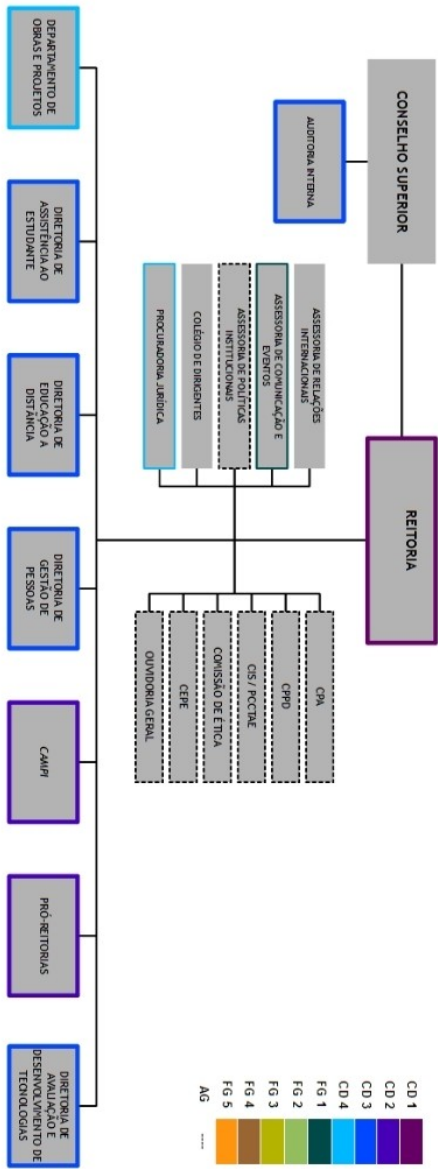 CONSELHO SUPERIOR
AUDITORIA INTERNA
REITORIA
ASSESSORIA DE RELAÇÕES
INTERNACIONAIS
ASSESSORIA DE COMUNICAÇÃO E
EVENTOS
ASSESSORIA DE POLÍTICAS
INSTITUCIONAIS
COLÉGIO DE DIRIGENTES
PROCURADORIA JURÍDICA
CPA
CPPD
CIS / PCCTAE
COMISSÃO DE ÉTICA
CEPE
OUVIDORIA GERAL
DEPARTAMENTO DE
OBRAS E PROJETOS
DIRETORIA DE
ASSISTÊNCIA AO
ESTUDANTE
DIRETORIA DE
EDUCAÇÃO A
DISTÂNCIA
DIRETORIA DE
GESTÃO DE
PESSOAS
CAMPI
PRÓ-REITORIAS
DIRETORIA DE
AVALIAÇÃO E
DESENVOLVIMENTO DE
TECNOLOGIAS
CD 1
CD 2
CD 3
CD 4
FG 1
FG 2
FG 3
FG 4
FG 5
AG ----